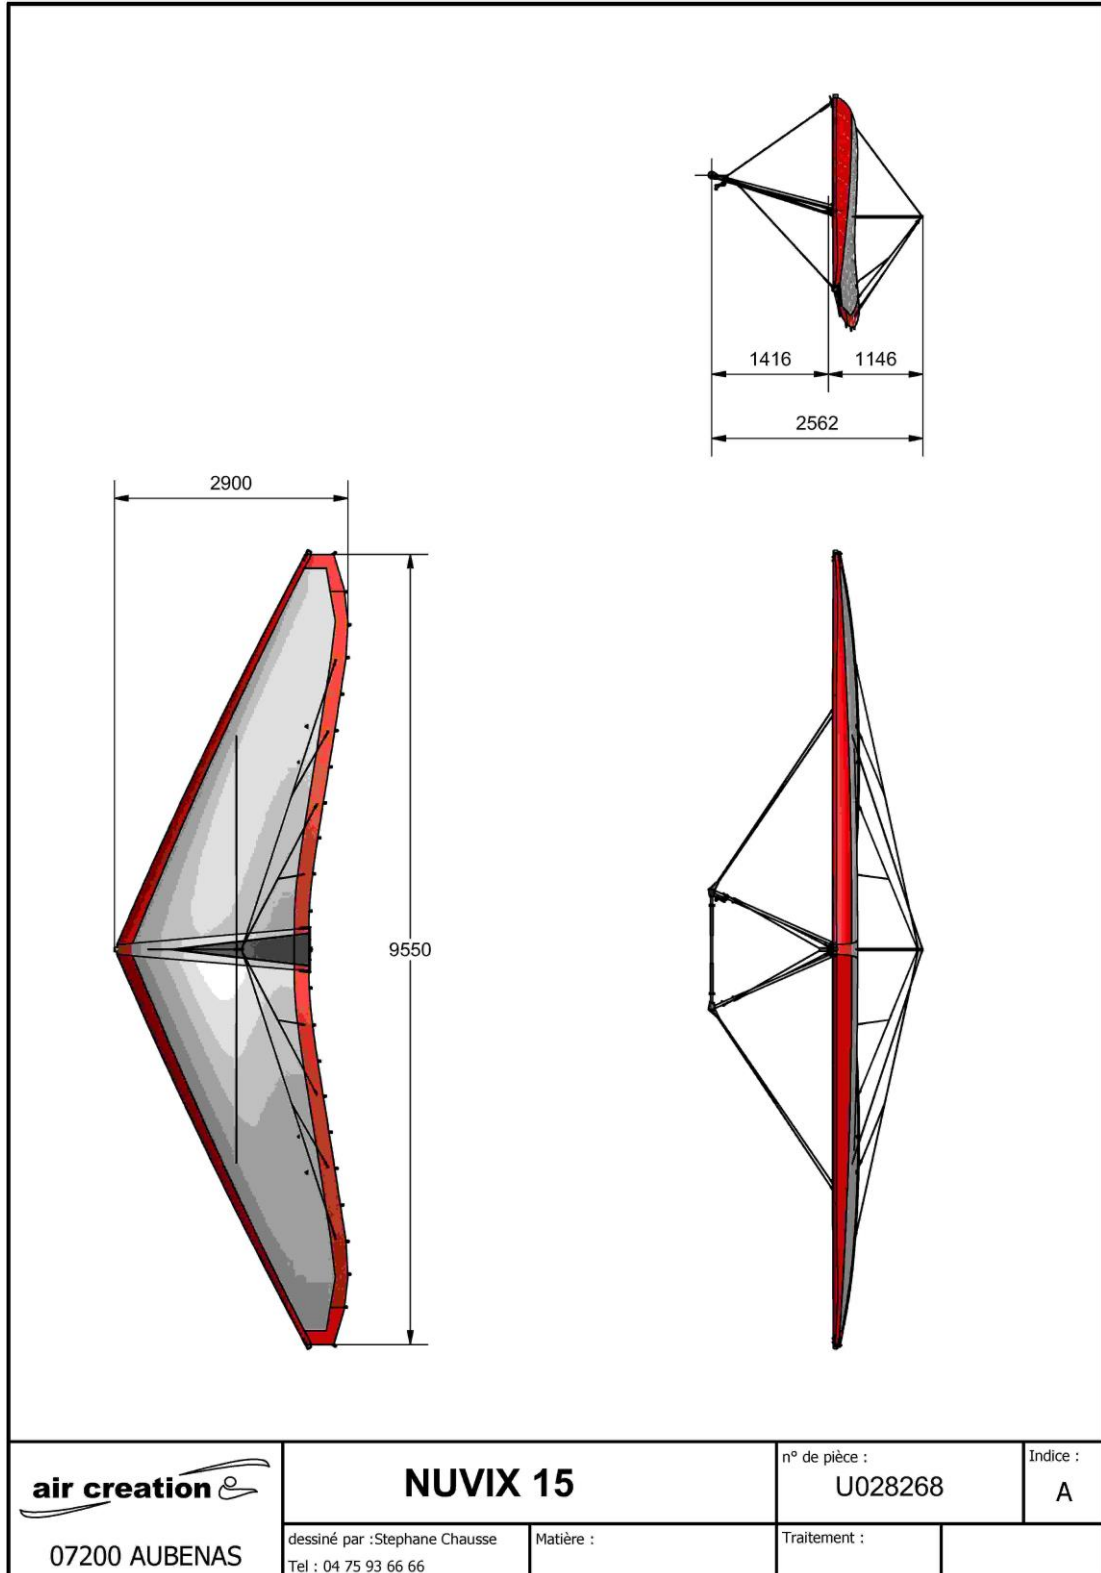 1416
1146
2562
2900
9550
air creation
07200 AUBENAS
NUVIX 15
dessiné par :Stephane Chausse
Tel : 04 75 93 66 66
Matière :
n° de pièce :
U028268
Traitement :
Indice :
A